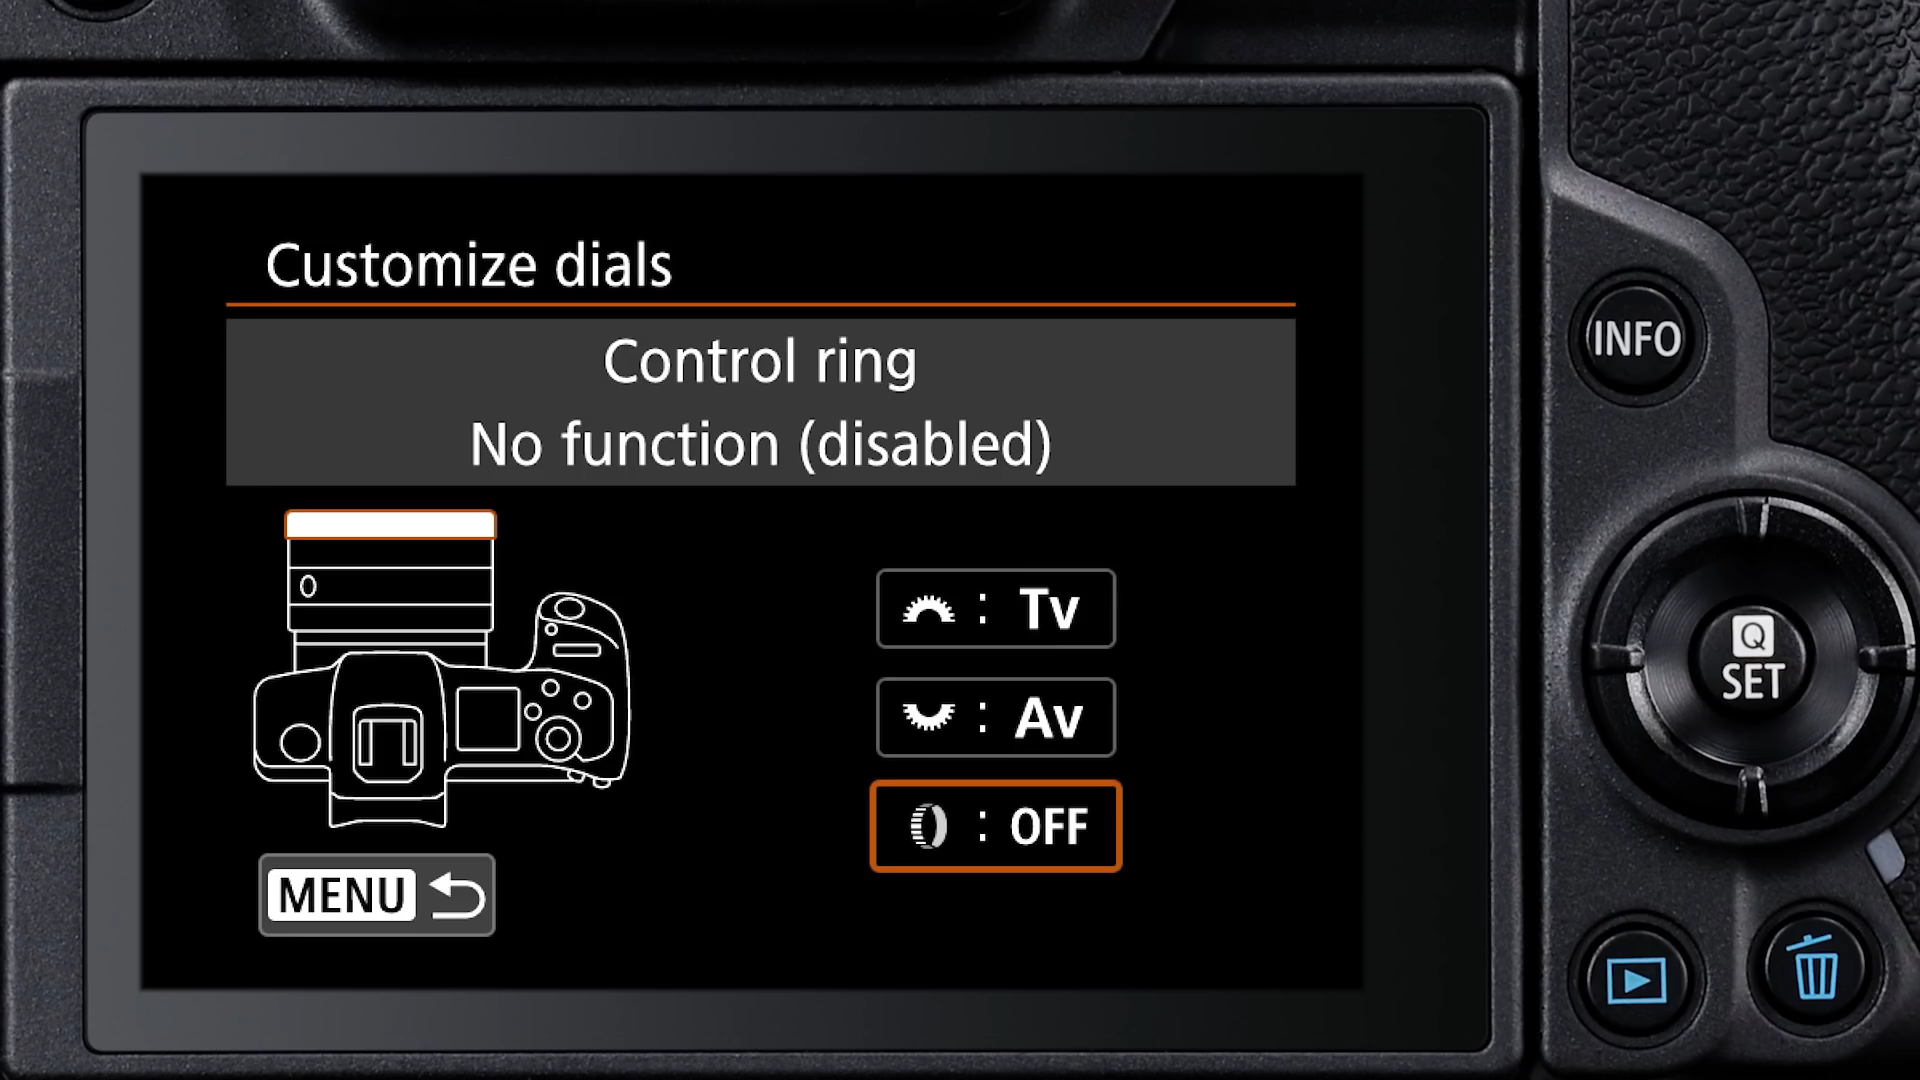 Customize dials
Control ring
No function (disabled)
: Tv
: Av
: OFF
MENU
INFO
Q
SET